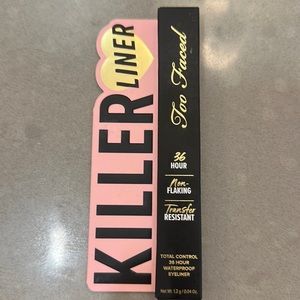 KILLER
LINER
Too Faced
36
HOUR
Non-
FLAKING
Transfer
RESISTANT
TOTAL CONTROL
36 HOUR
WATERPROOF
EYELINER
Net Wt. 1.2 g / 0.04 Oz.